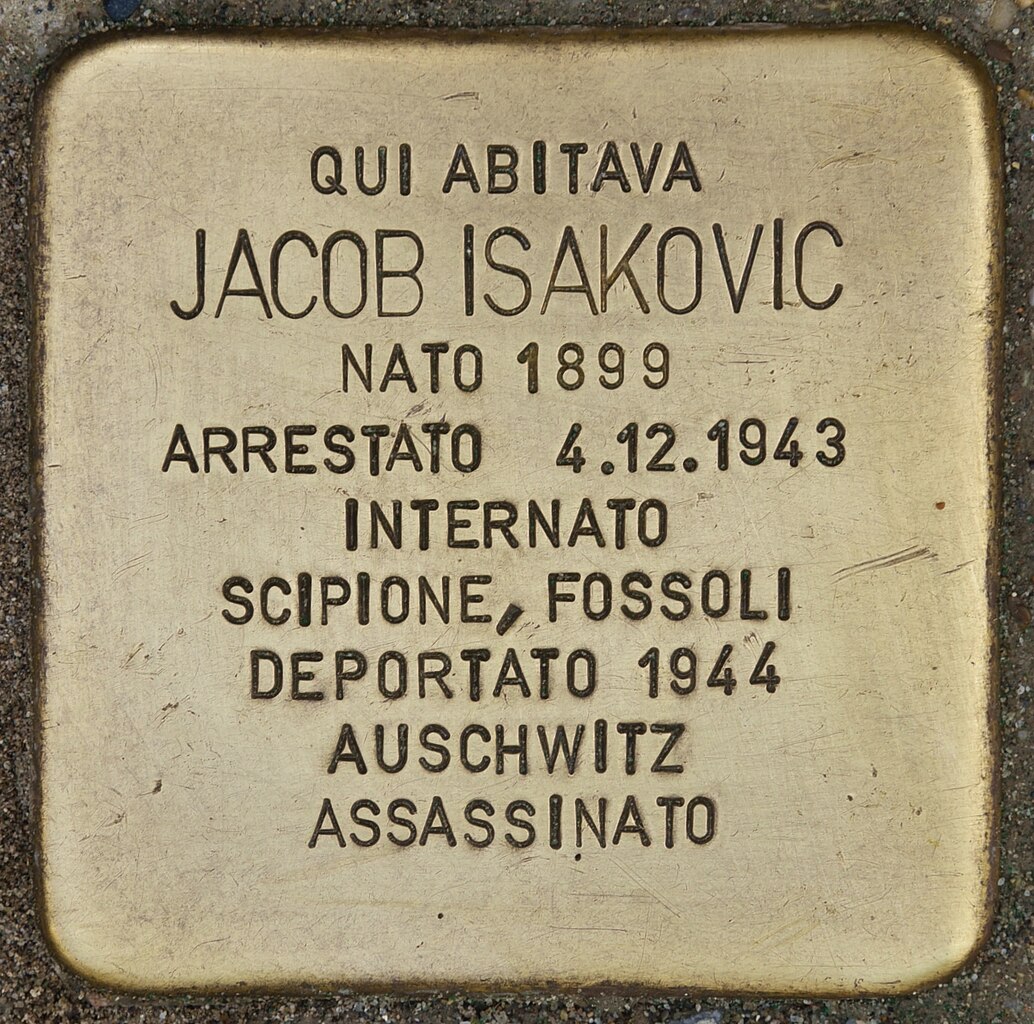 QUI ABITAVA
JACOB ISAKOVIC
NATO 1899
ARRESTATO 4.12.1943
INTERNATO
SCIPIONE, FOSSOLI
DEPORTATO 1944
AUSCHWITZ
ASSASSINATO